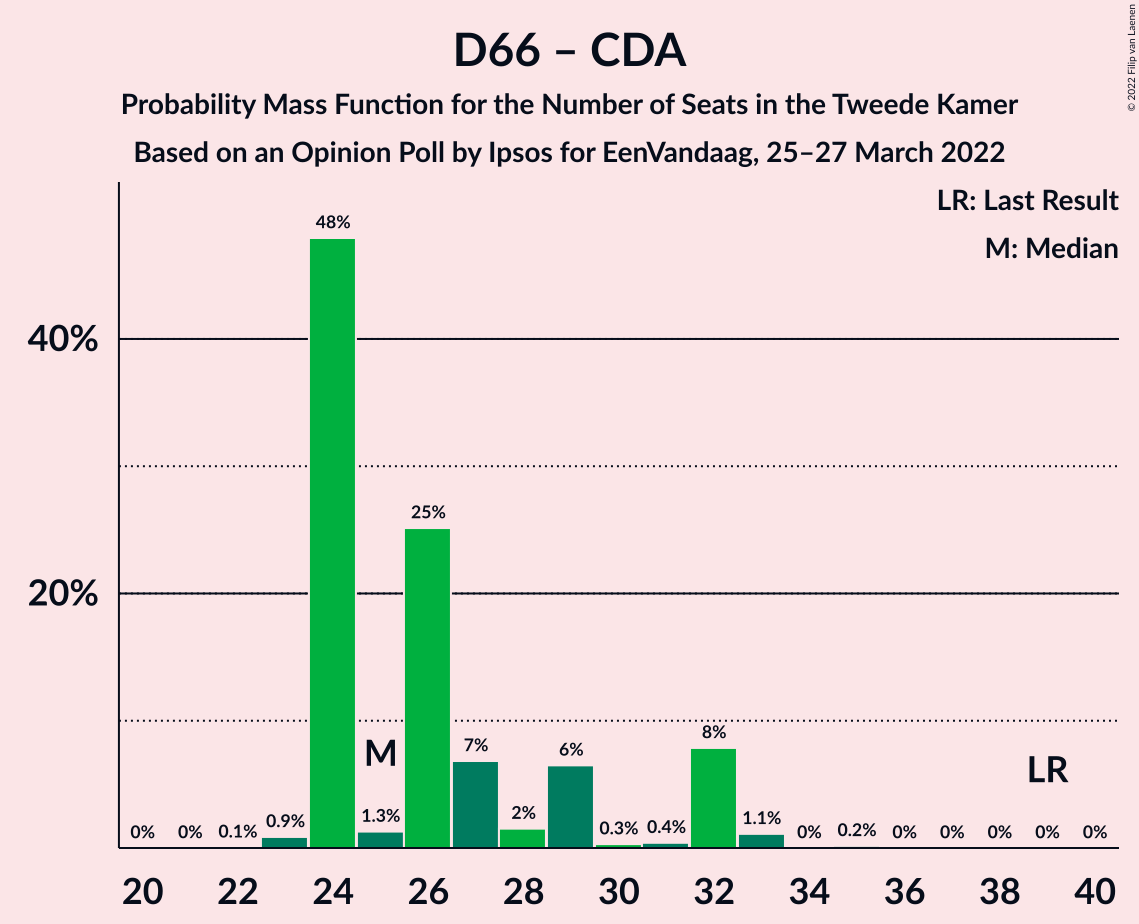 D66 – CDA
Probability Mass Function for the Number of Seats in the Tweede Kamer
Based on an Opinion Poll by Ipsos for EenVandaag, 25–27 March 2022
© 2022 Filip van Laenen
LR: Last Result
M: Median
40%
20%
0% 0% 0.1% 0.9% 48% 1.3% 25% 7% 2% 6% 0.3% 0.4% 8% 1.1% 0% 0.2% 0% 0% 0% 0% 0%
M
LR
20 22 24 26 28 30 32 34 36 38 40